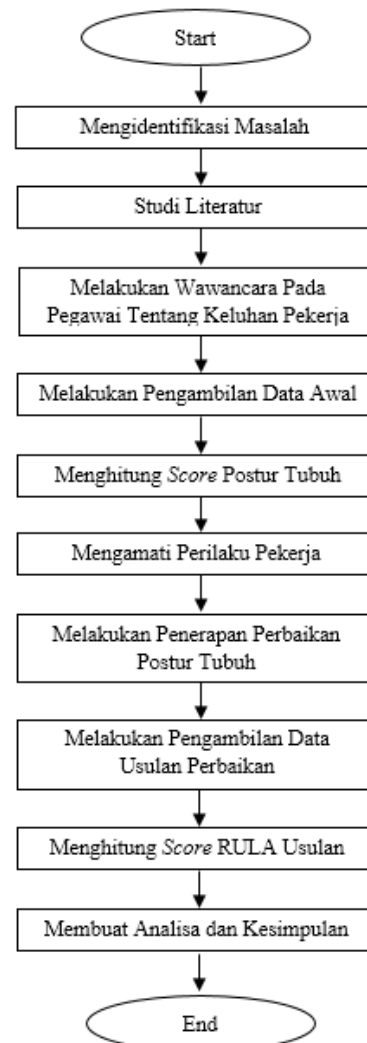 Start
Mengidentifikasi Masalah
Studi Literatur
Melakukan Wawancara Pada
Pegawai Tentang Keluhan Pekerja
Melakukan Pengambilan Data Awal
Menghitung Score Postur Tubuh
Mengamati Perilaku Pekerja
Melakukan Penerapan Perbaikan
Postur Tubuh
Melakukan Pengambilan Data
Usulan Perbaikan
Menghitung Score RULA Usulan
Membuat Analisa dan Kesimpulan
End